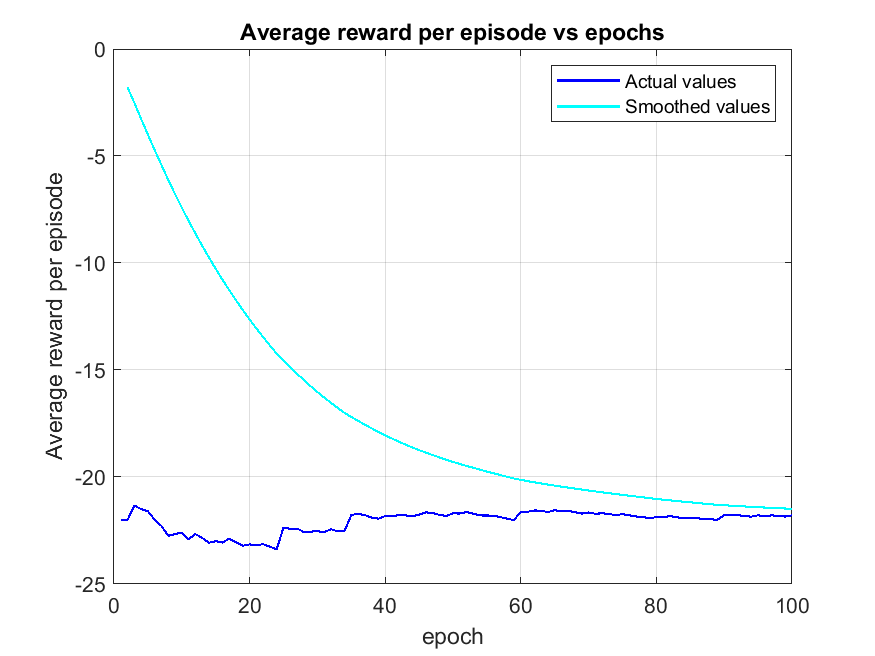 Average reward per episode vs epochs
Actual values
Smoothed values
Average reward per episode
0
-5
-10
-15
-20
-25
0 20 40 60 80 100
epoch